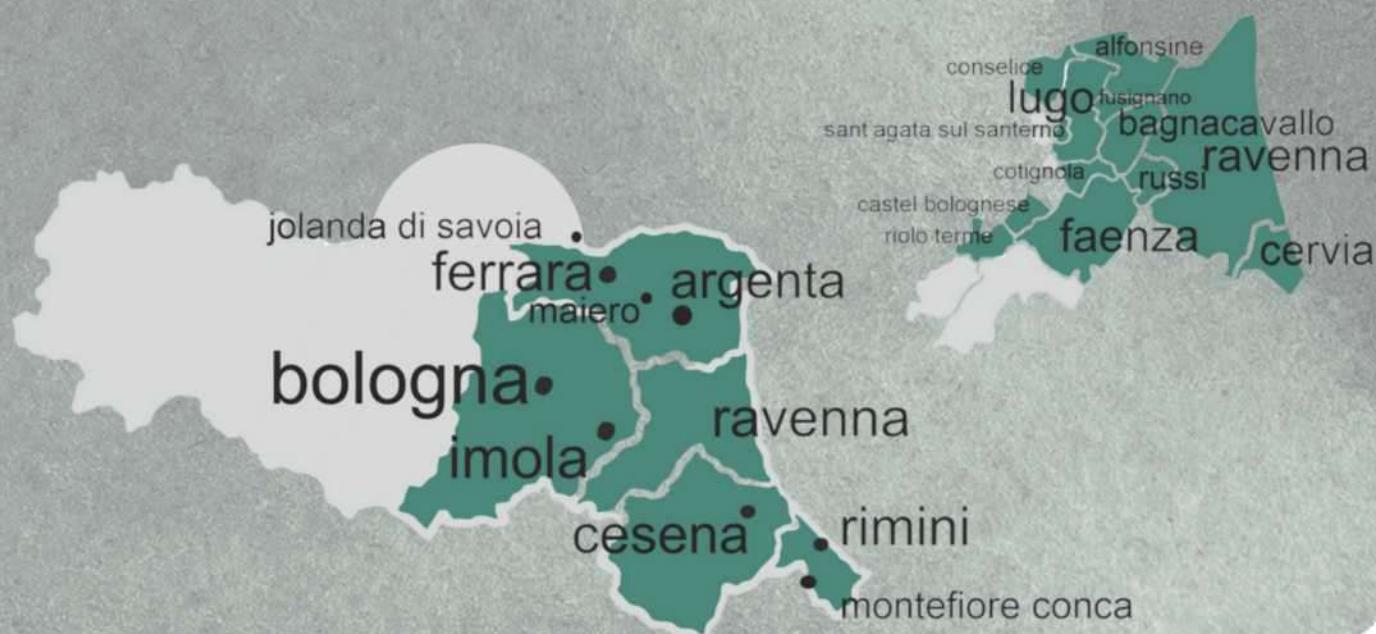 alfonsine
conselice
lugo
fusignano
sant agata sul santerno
bagnacavallo
ravenna
cotignola
russi
castel bolognese
riolo terme
faenza
cervia
jolanda di savoia
ferrara
argenta
maiero
bologna
ravenna
imola
cesena
rimini
montefiore conca